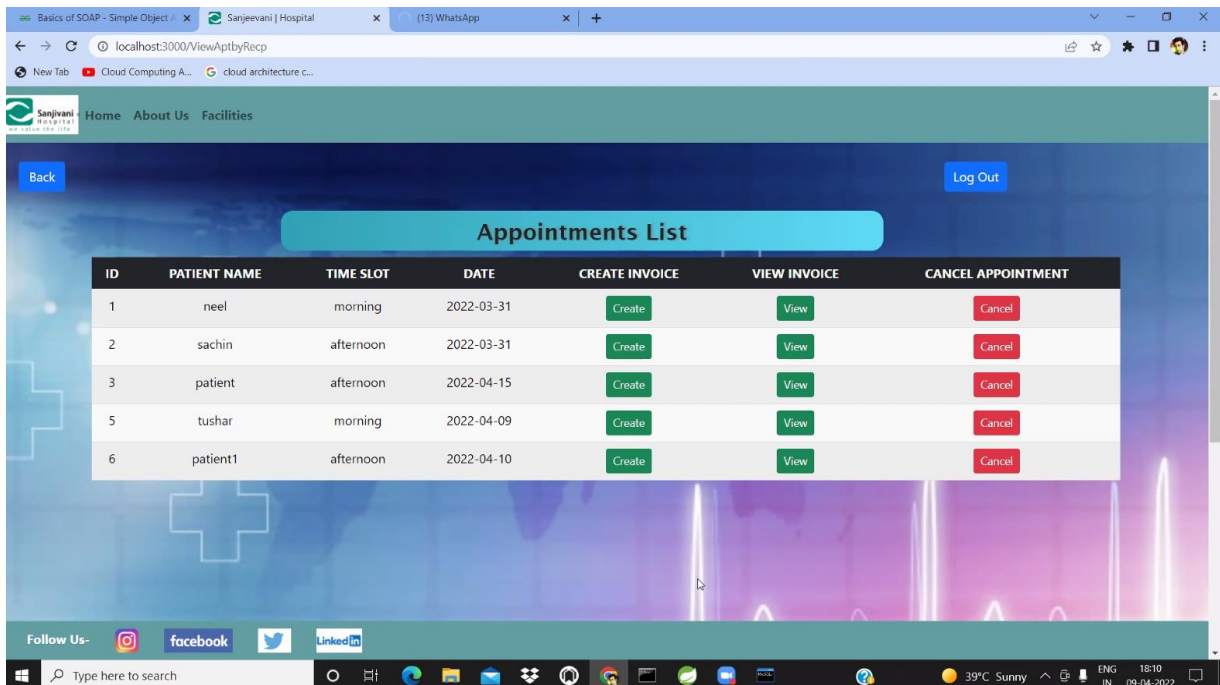 Basics of SOAP - Simple Object A
Sanjeevani | Hospital
(13) WhatsApp
localhost:3000/ViewAptbyRecp
New Tab
Cloud Computing A...
cloud architecture c...
Sanjivani
Hospital
we value the life
Home About Us Facilities
Back
Log Out
Appointments List
ID PATIENT NAME TIME SLOT DATE CREATE INVOICE VIEW INVOICE CANCEL APPOINTMENT
1 neel morning 2022-03-31 Create View Cancel
2 sachin afternoon 2022-03-31 Create View Cancel
3 patient afternoon 2022-04-15 Create View Cancel
5 tushar morning 2022-04-09 Create View Cancel
6 patient1 afternoon 2022-04-10 Create View Cancel
Follow Us- facebook Linked in
Type here to search
39°C Sunny
ENG
IN
18:10
09-04-2022